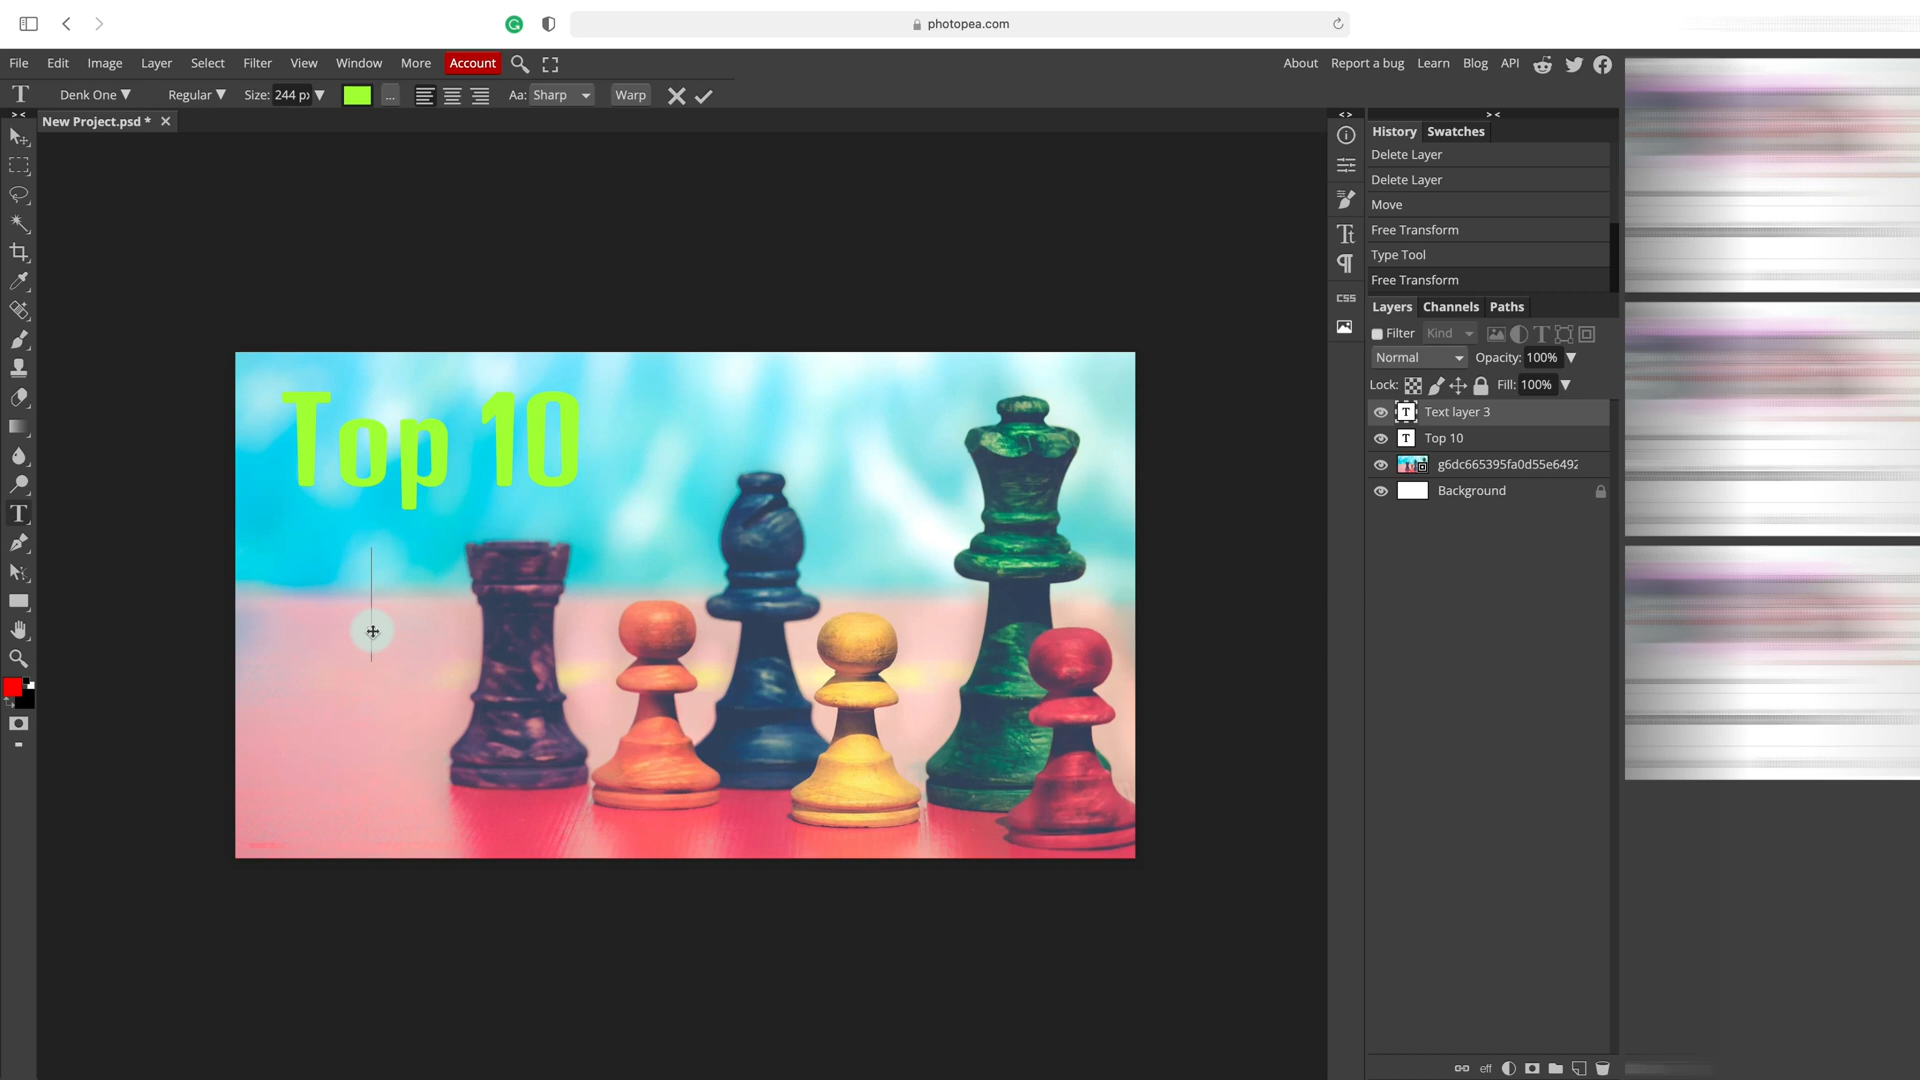 photopea.com
File Edit Image Layer Select Filter View Window More Account
About Report a bug Learn Blog API
Denk One Regular Size: 244 p ... Aa: Sharp Warp
New Project.psd *
History Swatches
Delete Layer
Delete Layer
Move
Free Transform
Type Tool
Free Transform
CSS
Layers Channels Paths
Filter Kind
Normal Opacity: 100%
Lock: Fill: 100%
Text layer 3
Top 10
g6dc665395fa0d55e6492
Background
Top 10
eff